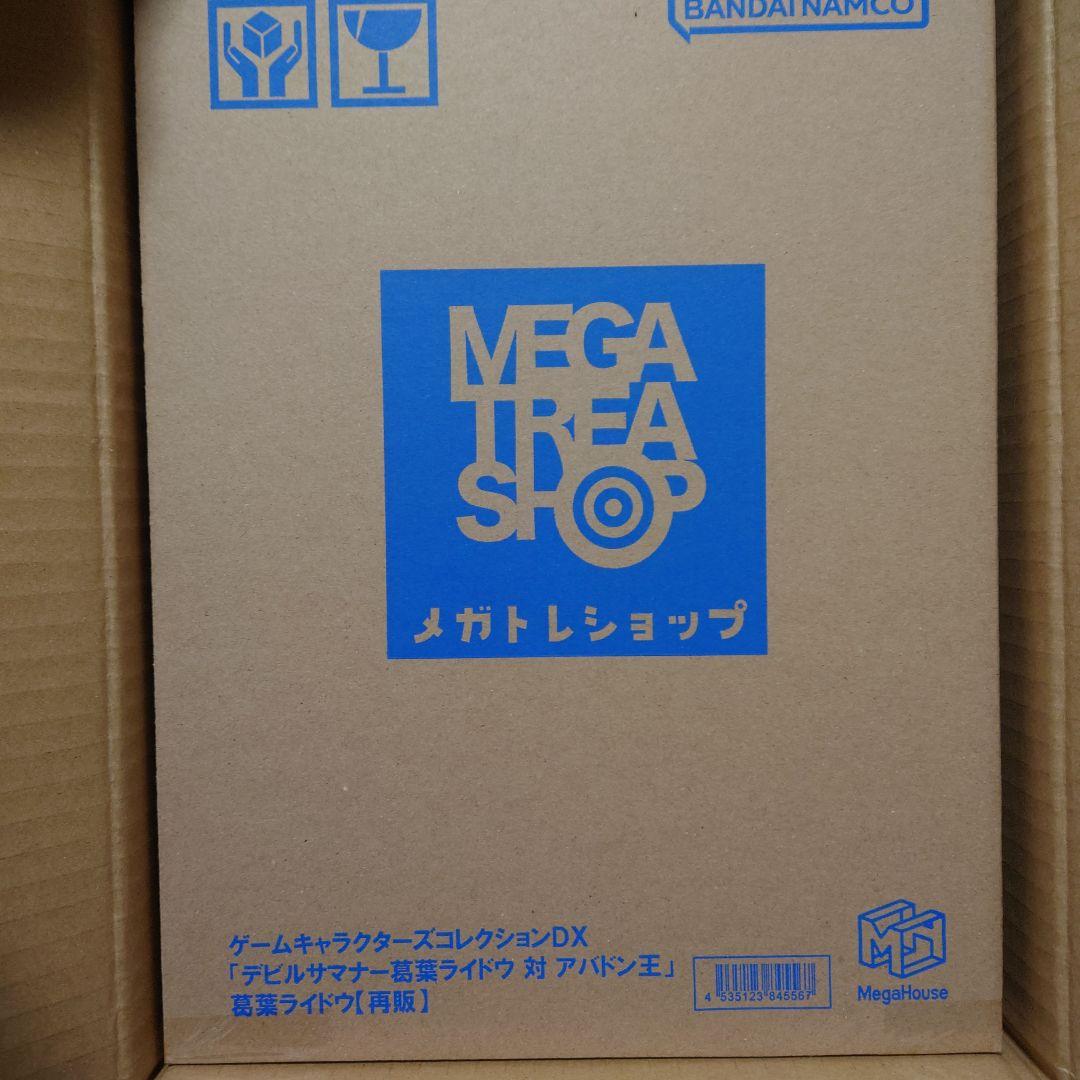 BANDAI NAMCO
MEGA
TREA
SHOP
メガトレショップ
ゲームキャラクターズコレクションDX
「デビルサマナー葛葉ライドウ 対 アバドン王」
葛葉ライドウ【再販】
4 535123 845567
MegaHouse